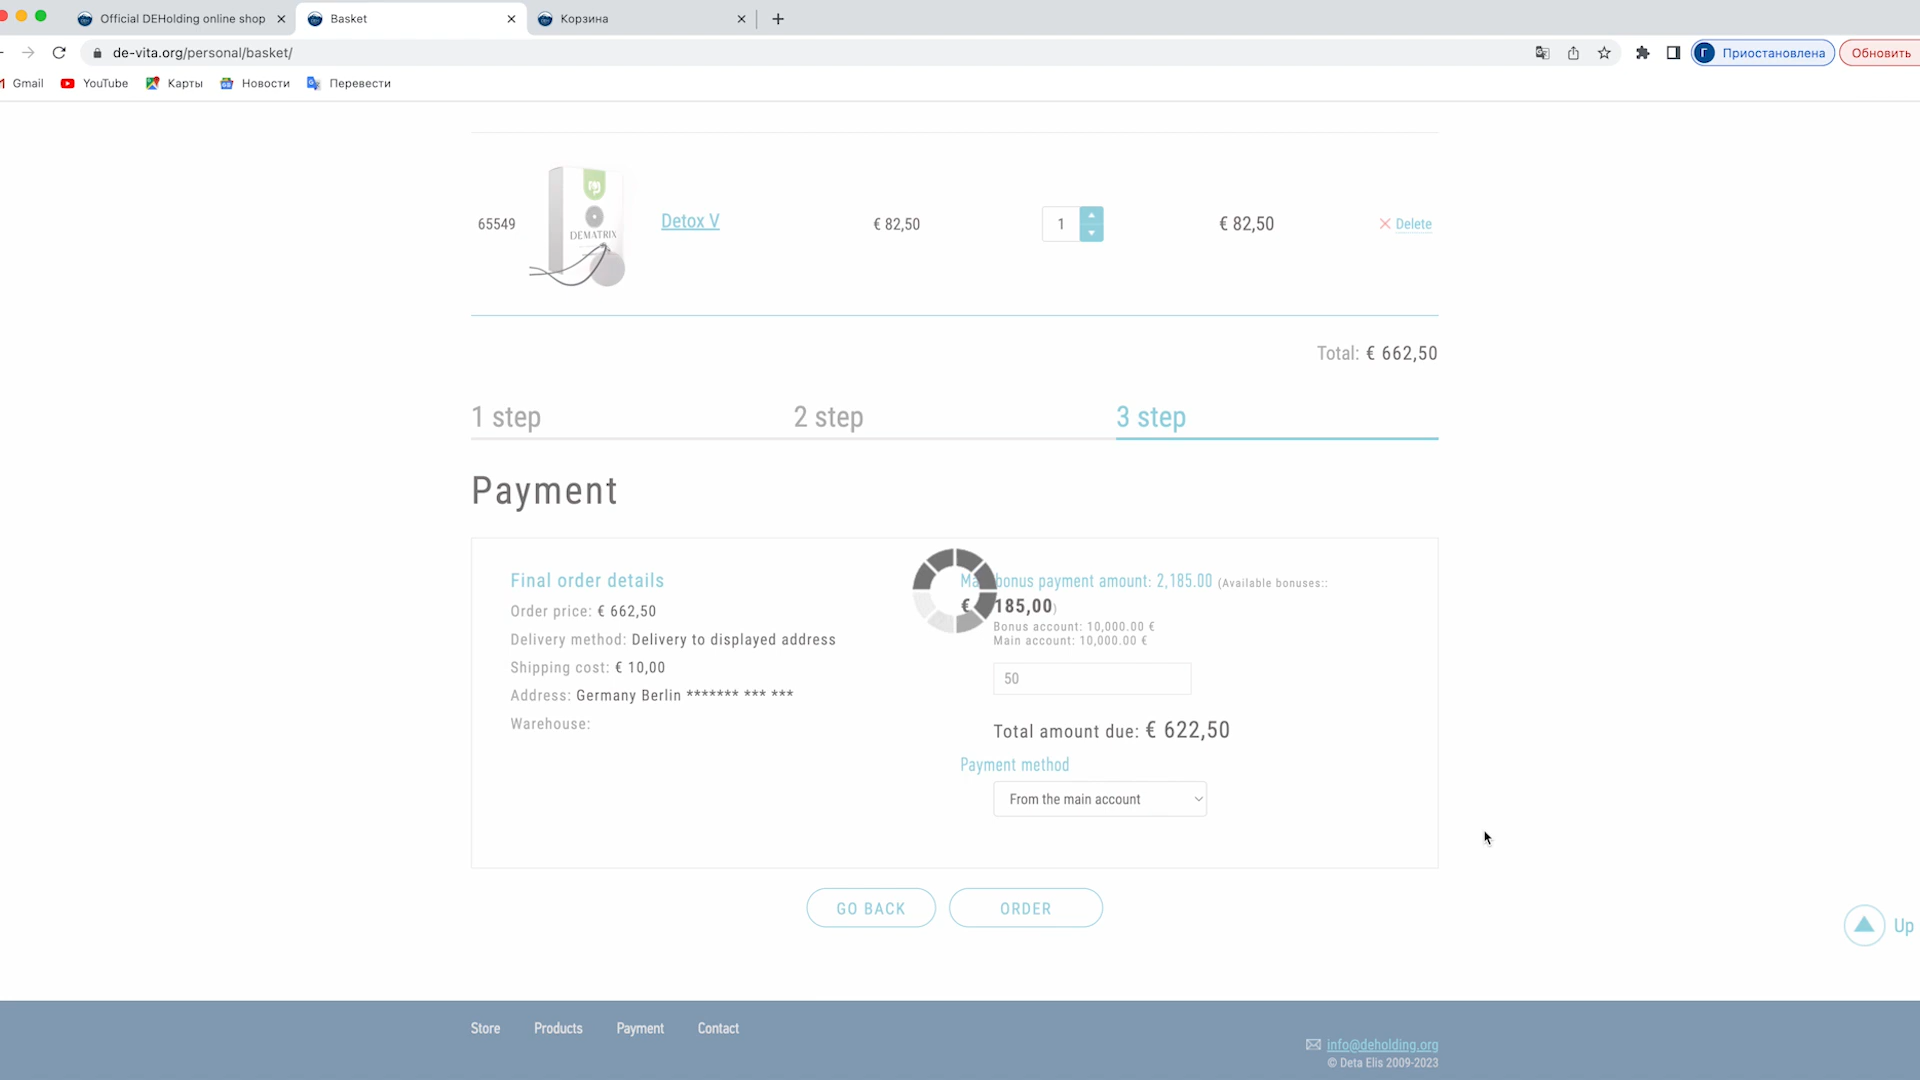 Official DEHolding online shop
Basket
Корзина
de-vita.org/personal/basket/
Г Приостановлена
Обновить
Gmail
YouTube
Карты
Новости
Перевести
65549
DEMATRIX
Detox V
€ 82,50
1
€ 82,50
Delete
Total: € 662,50
1 step
2 step
3 step
Payment
Final order details
Order price: € 662,50
Delivery method: Delivery to displayed address
Shipping cost: € 10,00
Address: Germany Berlin ******* *** ***
Warehouse:
bonus payment amount: 2,185.00 (Available bonuses::
€ 185,00)
Bonus account: 10,000.00 €
Main account: 10,000.00 €
50
Total amount due: € 622,50
Payment method
From the main account
GO BACK
ORDER
Up
Store
Products
Payment
Contact
info@deholding.org
© Deta Elis 2009-2023